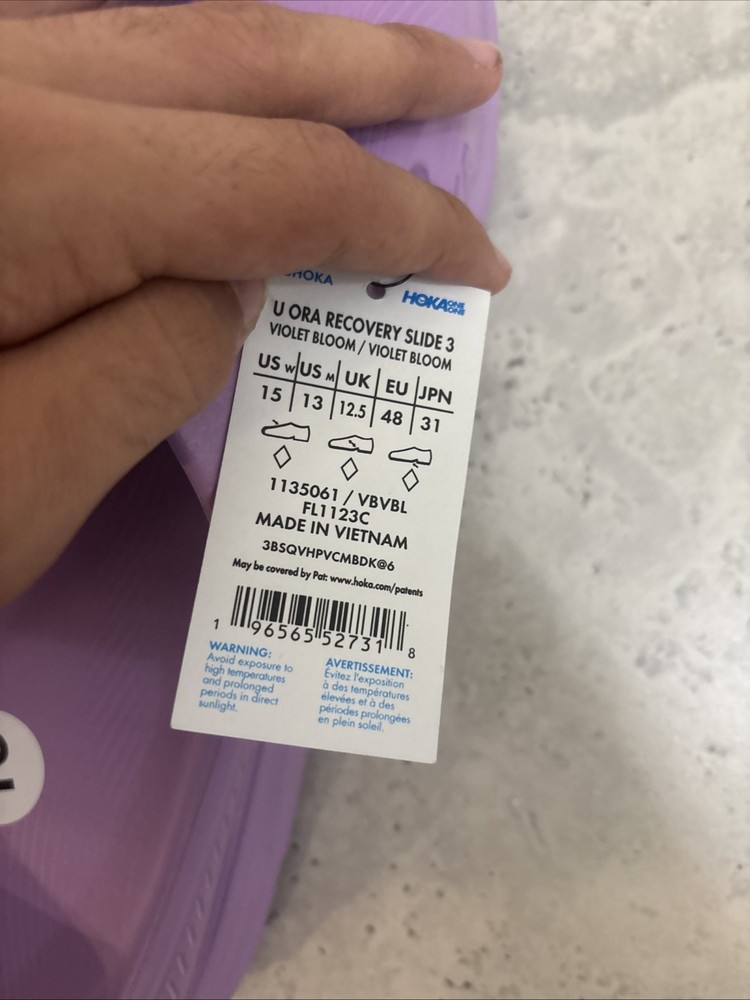 HOKA
HOKA ONE ONE
U ORA RECOVERY SLIDE 3
VIOLET BLOOM / VIOLET BLOOM
US W US M UK EU JPN
15 13 12.5 48 31
1135061 / VBVBL
FL1123C
MADE IN VIETNAM
3BSQVHPVCMBDK@6
May be covered by Pat: www.hoka.com/patents
1 96565 52731 8
WARNING:
Avoid exposure to
high temperatures
and prolonged
periods in direct
sunlight.
AVERTISSEMENT:
Évitez l'exposition
à des températures
élevées et à des
périodes prolongées
en plein soleil.